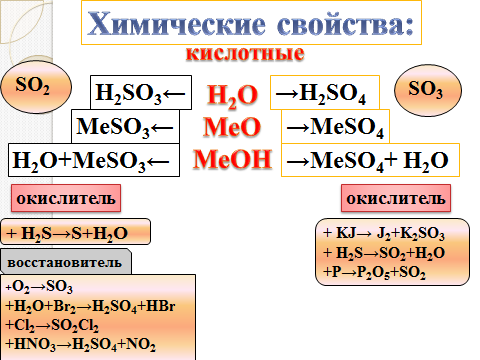 Химические свойства:
кислотные
SO₂
SO₃
H₂SO₃← H₂O →H₂SO₄
MeSO₃← MeO →MeSO₄
H₂O+MeSO₃← MeOH →MeSO₄+ H₂O
окислитель
окислитель
+ H₂S→S+H₂O
восстановитель
+O₂→SO₃
+H₂O+Br₂→H₂SO₄+HBr
+Cl₂→SO₂Cl₂
+HNO₃→H₂SO₄+NO₂
+ KJ→ J₂+K₂SO₃
+ H₂S→SO₂+H₂O
+P→P₂O₅+SO₂